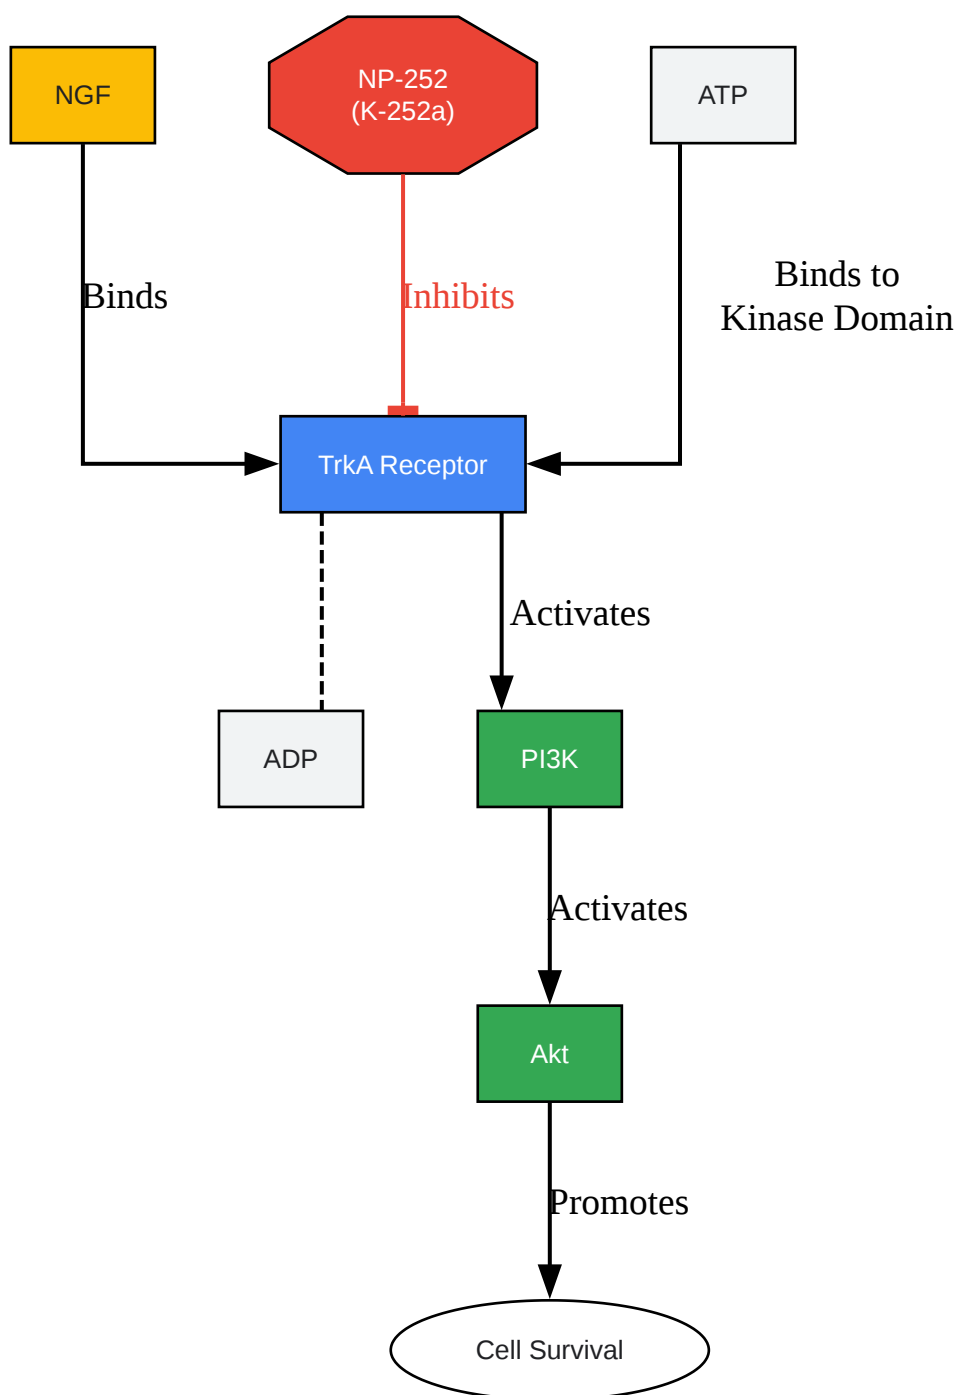 NGF
NP-252
(K-252a)
ATP
Binds
Inhibits
Binds to
Kinase Domain
TrkA Receptor
Activates
ADP
PI3K
Activates
Akt
Promotes
Cell Survival